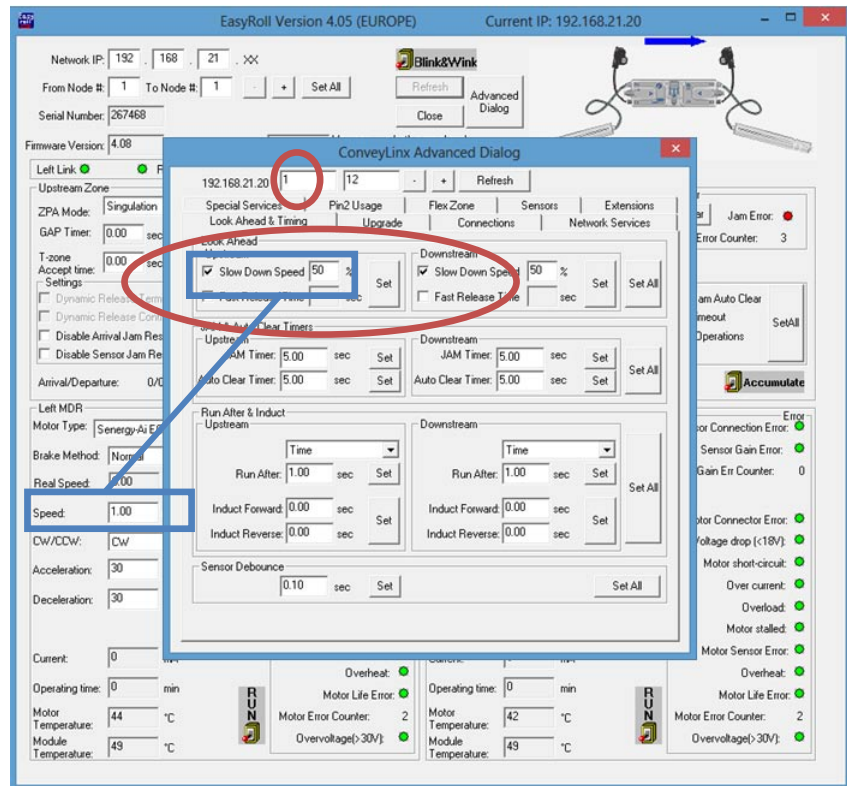 EasyRoll Version 4.05 (EUROPE) Current IP: 192.168.21.20
Network IP: 192 . 168 . 21 . XX
Blink&Wink
From Node #: 1 To Node #: 1 - + Set All
Refresh
Advanced Dialog
Serial Number: 267468
Close
Firmware Version: 4.08
ConveyLinx Advanced Dialog
Left Link
192.168.21.20 1 12 - + Refresh
Upstream Zone
Special Services Pin2 Usage Flex Zone Sensors Extensions
Look Ahead & Timing Upgrade Connections Network Services
ZPA Mode: Singulation
Jam Error:
GAP Timer: 0.00 sec
Error Counter: 3
Look Ahead
Upstream Downstream
T-zone
Accept time: 0.00 sec
Slow Down Speed 50 % Set
Slow Down Speed 50 % Set Set All
Fast Release Time sec
Fast Release Time sec
Settings
Dynamic Release
Dynamic Release
am Auto Clear
meout
Operations
SetAll
Disable Arrival Jam Res
Disable Sensor Jam Re
JAM & Auto Clear Timers
Upstream Downstream
JAM Timer: 5.00 sec Set
JAM Timer: 5.00 sec Set
Set All
Auto Clear Timer: 5.00 sec Set
Auto Clear Timer: 5.00 sec Set
Arrival/Departure: 0/0
Accumulate
Left MDR
Error
Motor Type: Senergy-Ai
or Connection Error:
Run After & Induct
Upstream Downstream
Brake Method: Normal
Sensor Gain Error:
Time Time
Real Speed: 0.00
Gain Err Counter: 0
Run After: 1.00 sec Set
Run After: 1.00 sec Set
Set All
Speed: 1.00
Induct Forward: 0.00 sec
Induct Forward: 0.00 sec
Set Set
otor Connector Error:
Induct Reverse: 0.00 sec
Induct Reverse: 0.00 sec
CW/CCW: CW
Voltage drop (<18V):
Acceleration: 30
Sensor Debounce
Motor short-circuit:
0.10 sec Set Set All
Over current:
Deceleration: 30
Overload:
Motor stalled:
Motor Sensor Error:
Current: 0
Overheat:
Overheat:
Operating time: 0 min
RUN
Motor Life Error:
Operating time: 0 min
RUN
Motor Life Error:
Motor Temperature: 44 °C
Motor Error Counter: 2
Motor Temperature: 42 °C
Motor Error Counter: 2
Module Temperature: 49 °C
Overvoltage(>30V):
Module Temperature: 49 °C
Overvoltage(>30V):